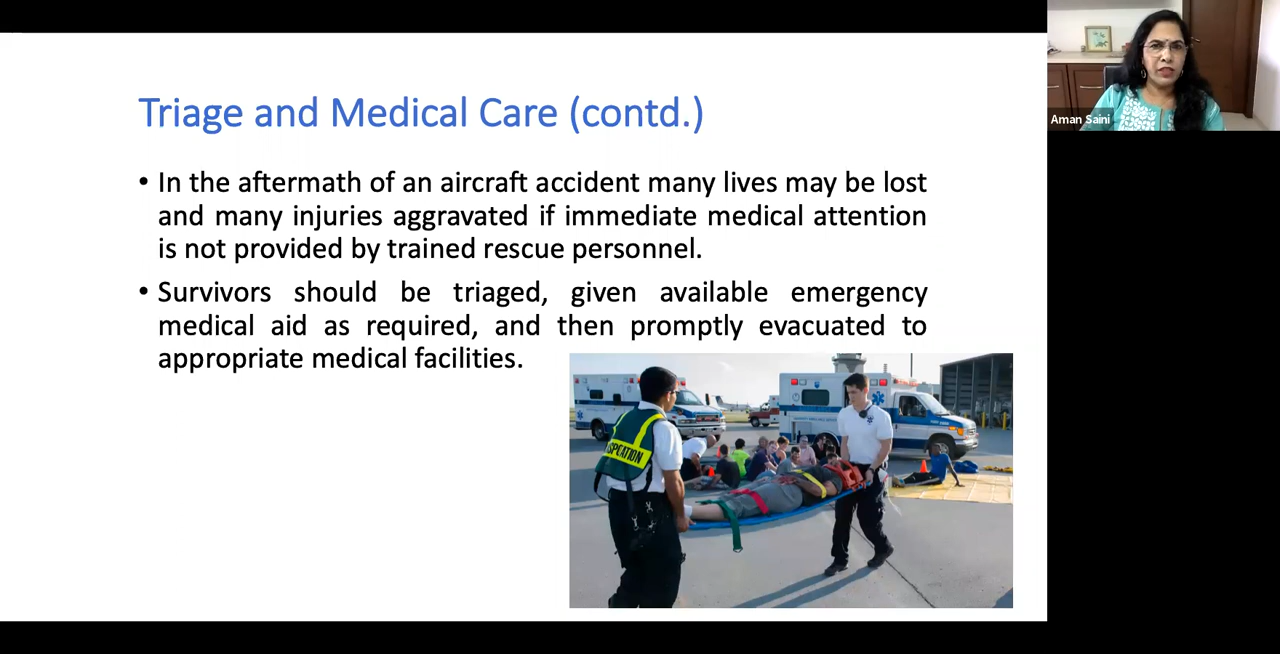 Triage and Medical Care (contd.)
• In the aftermath of an aircraft accident many lives may be lost
and many injuries aggravated if immediate medical attention
is not provided by trained rescue personnel.
• Survivors should be triaged, given available emergency
medical aid as required, and then promptly evacuated to
appropriate medical facilities.
Aman Saini